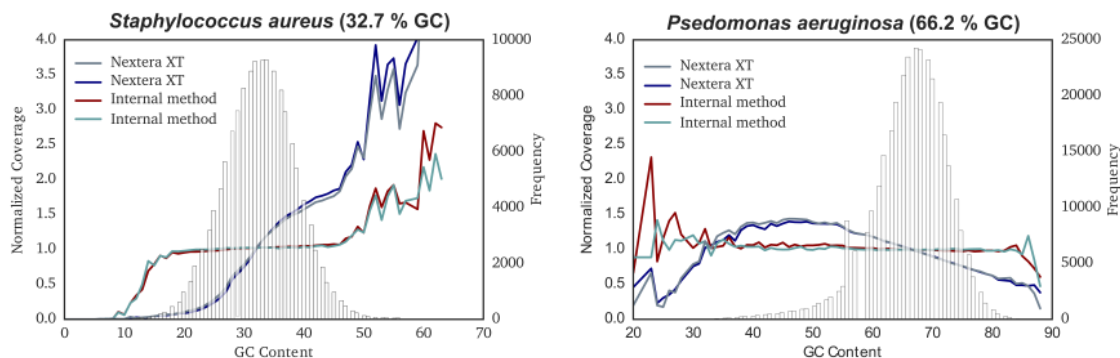 Staphylococcus aureus (32.7 % GC)
4.0
3.5
3.0
2.5
2.0
1.5
1.0
0.5
0.0
Normalized Coverage
Nextera XT
Nextera XT
Internal method
Internal method
10000
8000
6000
4000
2000
0
Frequency
0 10 20 30 40 50 60 70
GC Content
Psedomonas aeruginosa (66.2 % GC)
4.0
3.5
3.0
2.5
2.0
1.5
1.0
0.5
0.0
Normalized Coverage
Nextera XT
Nextera XT
Internal method
Internal method
25000
20000
15000
10000
5000
0
Frequency
20 30 40 50 60 70 80 90
GC Content